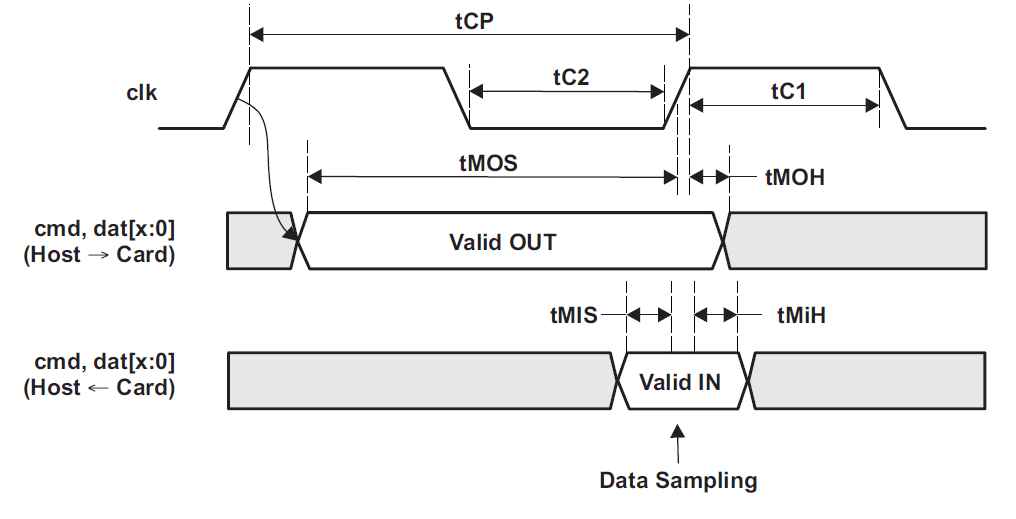 tCP
clk
tC2
tC1
tMOS
tMOH
cmd, dat[x:0]
(Host → Card)
Valid OUT
tMIS
tMiH
cmd, dat[x:0]
(Host ← Card)
Valid IN
Data Sampling